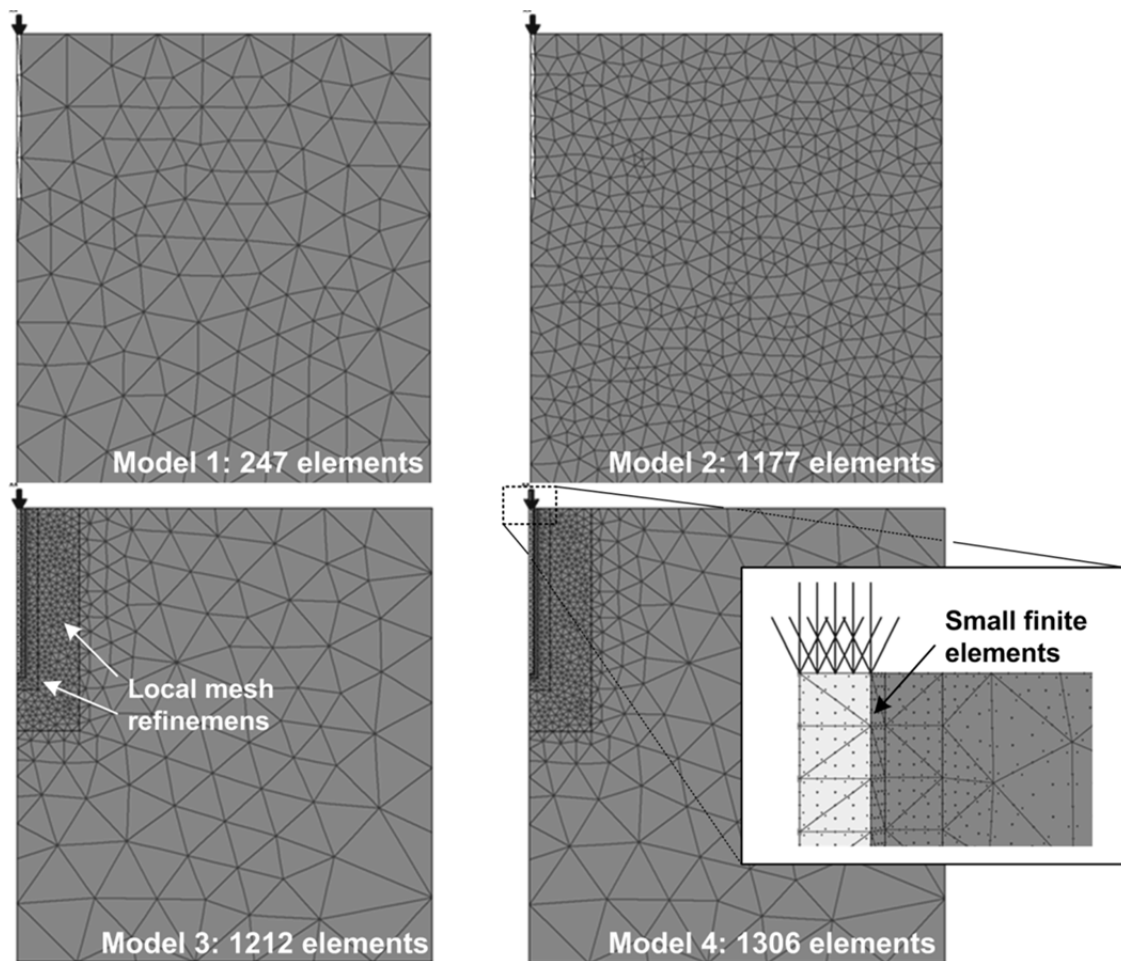 Model 1: 247 elements
Model 2: 1177 elements
Local mesh
refinemens
Model 3: 1212 elements
Small finite
elements
Model 4: 1306 elements